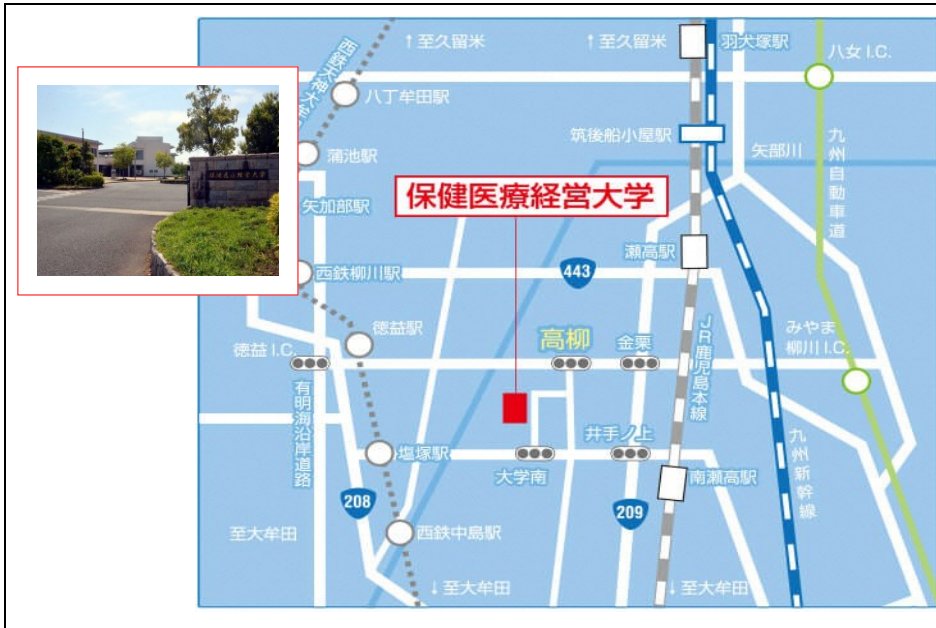 ↑至久留米
↑至久留米
羽犬塚駅
八女 I.C.
西鉄天神大牟
八丁牟田駅
筑後船小屋駅
九州自動車道
蒲池駅
矢部川
矢加部駅
保健医療経営大学
瀬高駅
西鉄柳川駅
443
徳益駅
高柳
金栗
JR鹿児島本線
みやま
柳川 I.C.
徳益 I.C.
有明海沿岸道路
井手ノ上
九州新幹線
塩塚駅
大学南
南瀬高駅
208
209
至大牟田
西鉄中島駅
↓至大牟田
↓至大牟田